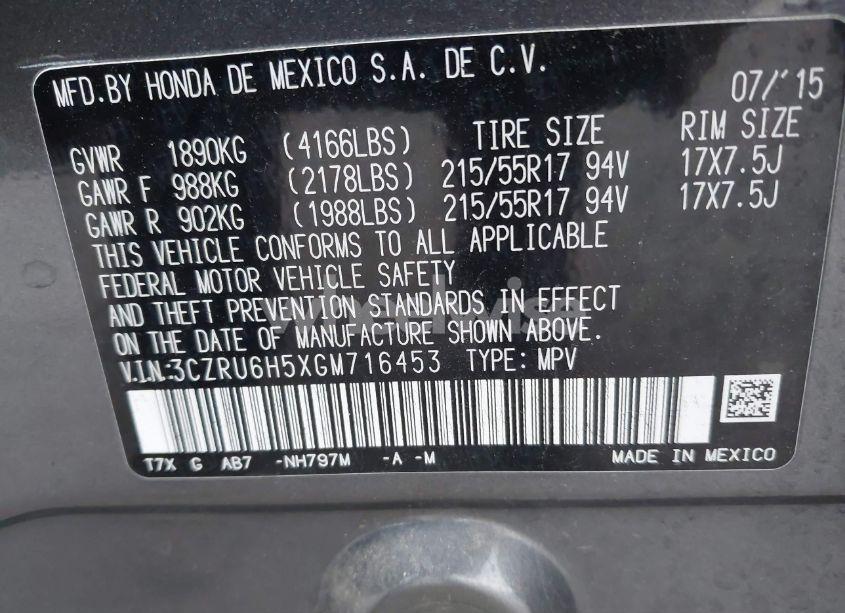 MFD.BY HONDA DE MEXICO S.A. DE C.V.
07/'15
GVWR 1890KG (4166LBS) TIRE SIZE RIM SIZE
GAWR F 988KG (2178LBS) 215/55R17 94V 17X7.5J
GAWR R 902KG (1988LBS) 215/55R17 94V 17X7.5J
THIS VEHICLE CONFORMS TO ALL APPLICABLE
FEDERAL MOTOR VEHICLE SAFETY
AND THEFT PREVENTION STANDARDS IN EFFECT
ON THE DATE OF MANUFACTURE SHOWN ABOVE.
V.I.N.:3CZRU6H5XGM716453 TYPE: MPV
T7X G AB7 -NH797M -A -M MADE IN MEXICO